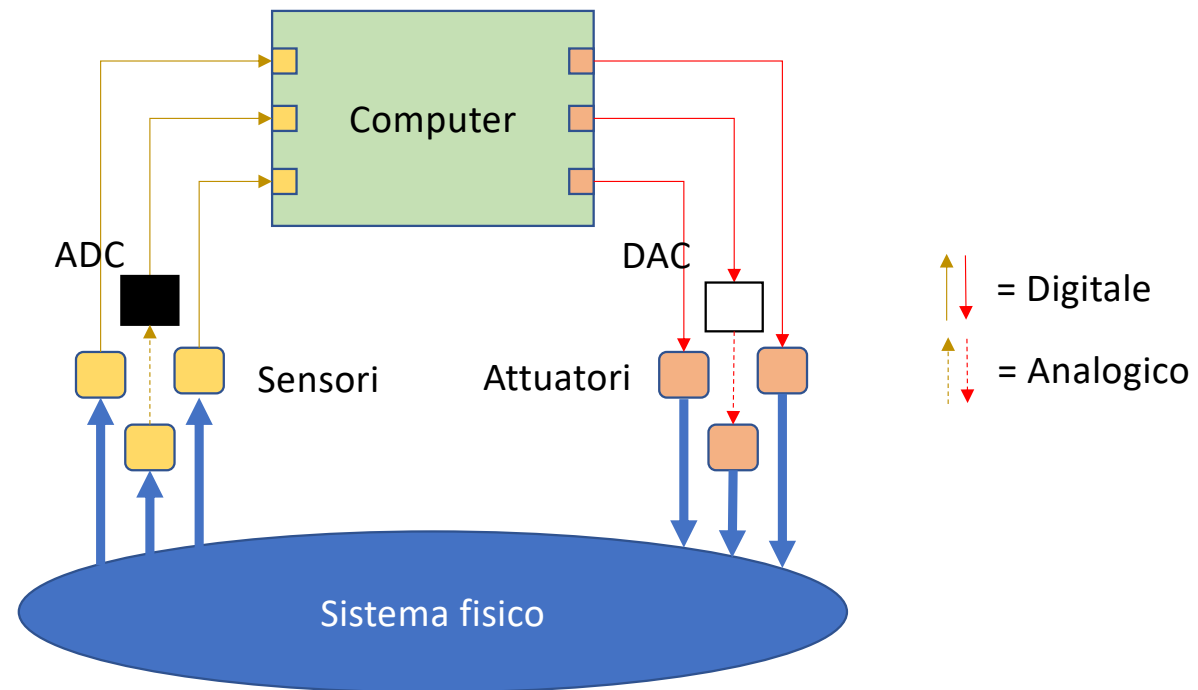 Computer
ADC
DAC
= Digitale
Sensori
Attuatori
= Analogico
Sistema fisico